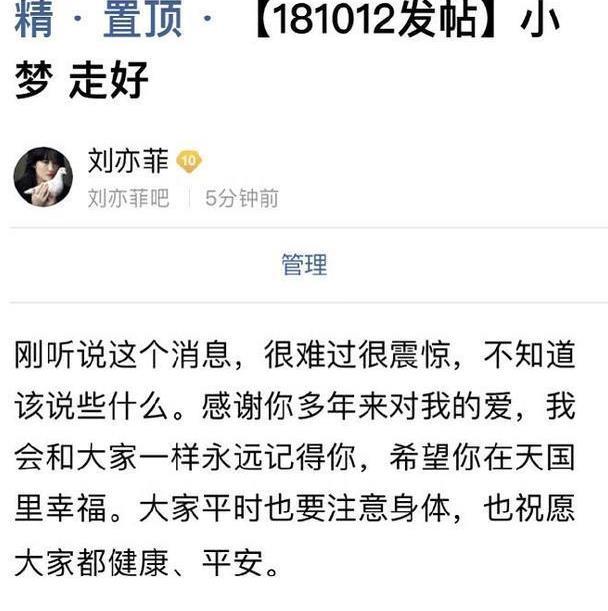 精 · 置顶 · 【181012发帖】小
梦 走好
刘亦菲 10
刘亦菲吧 | 5分钟前
管理
刚听说这个消息，很难过很震惊，不知道
该说些什么。感谢你多年来对我的爱，我
会和大家一样永远记得你，希望你在天国
里幸福。大家平时也要注意身体，也祝愿
大家都健康、平安。